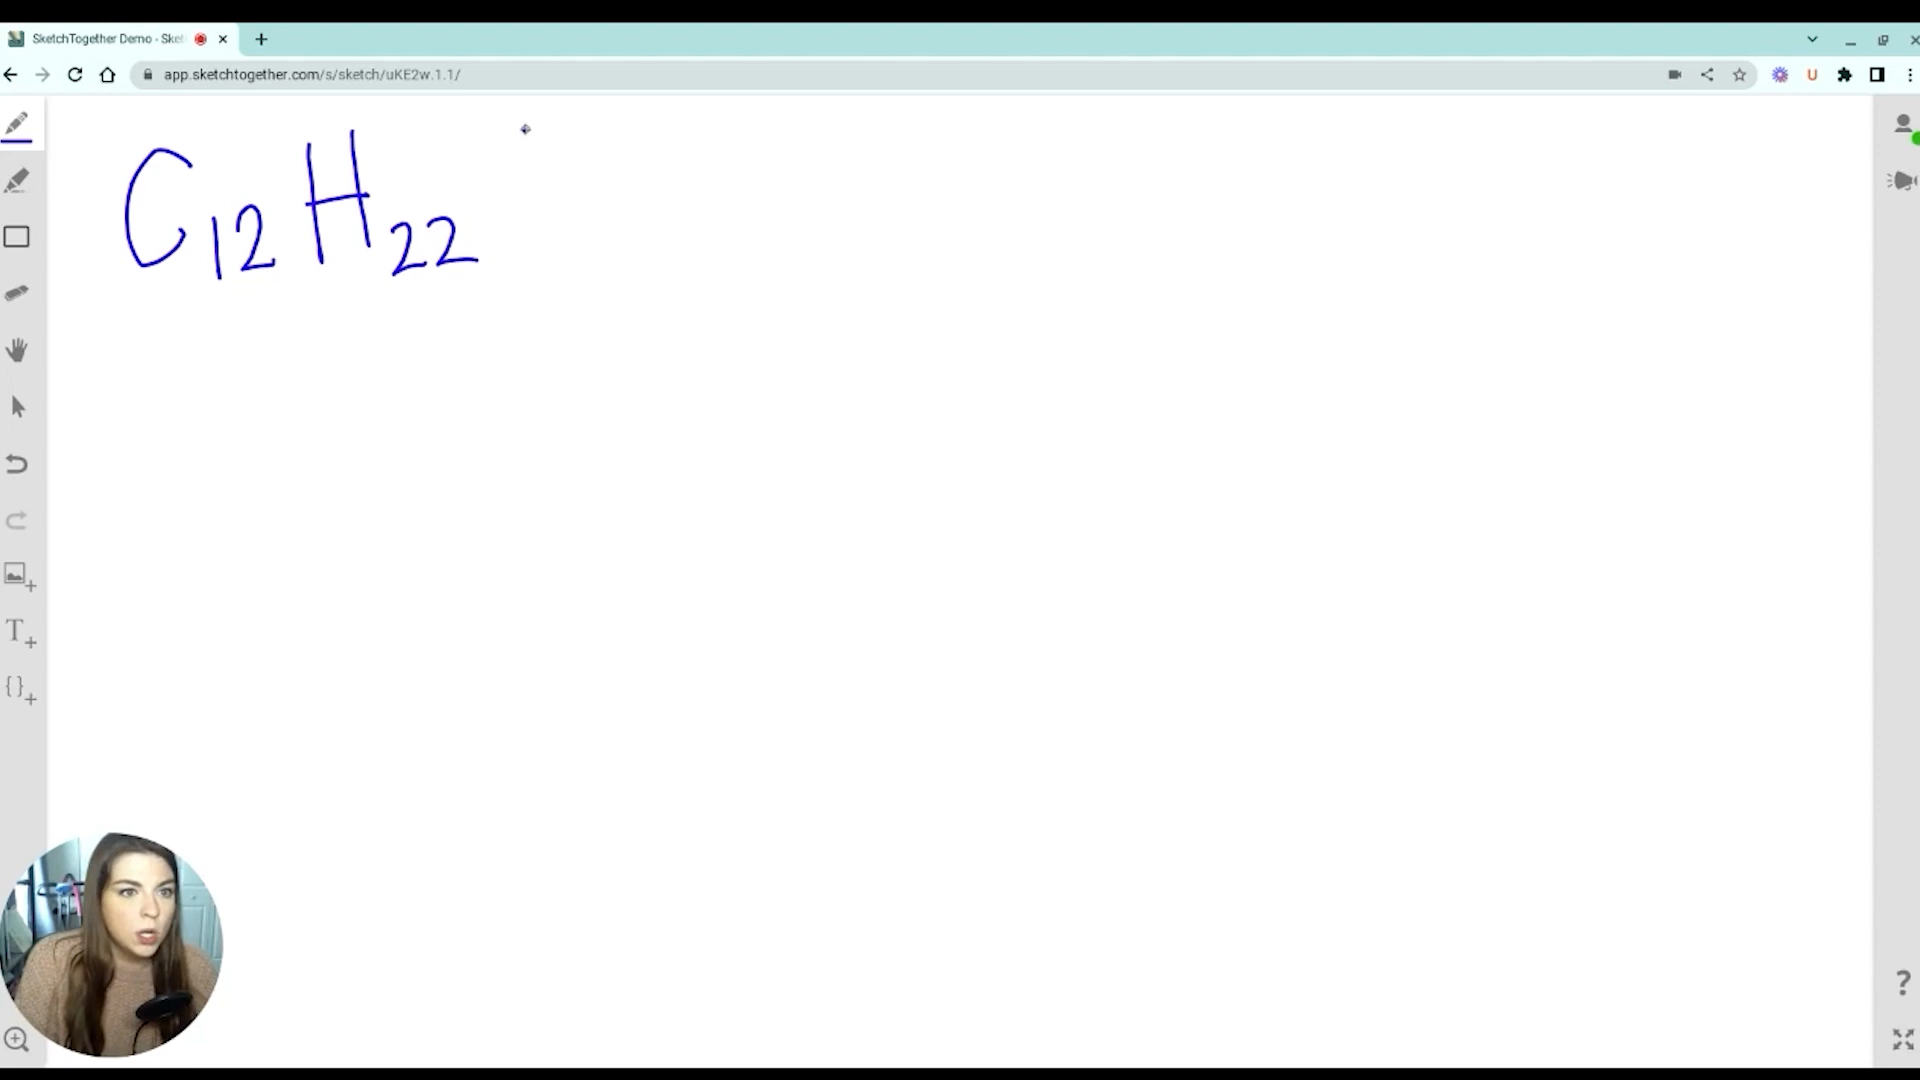 SketchTogether Demo - Sket
app.sketchtogether.com/s/sketch/uKE2w.1.1/
U
C₁₂H₂₂
T+
{}+
?